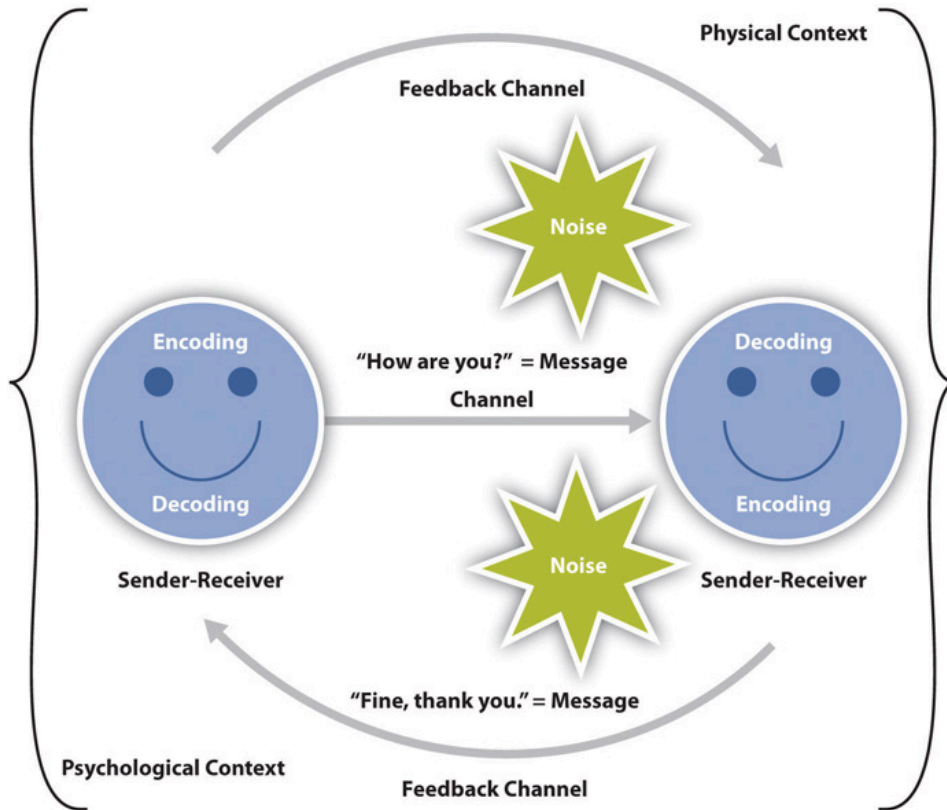 Physical Context
Feedback Channel
Noise
Encoding
Decoding
“How are you?” = Message
Channel
Decoding
Encoding
Noise
Sender-Receiver
Sender-Receiver
“Fine, thank you.” = Message
Psychological Context
Feedback Channel